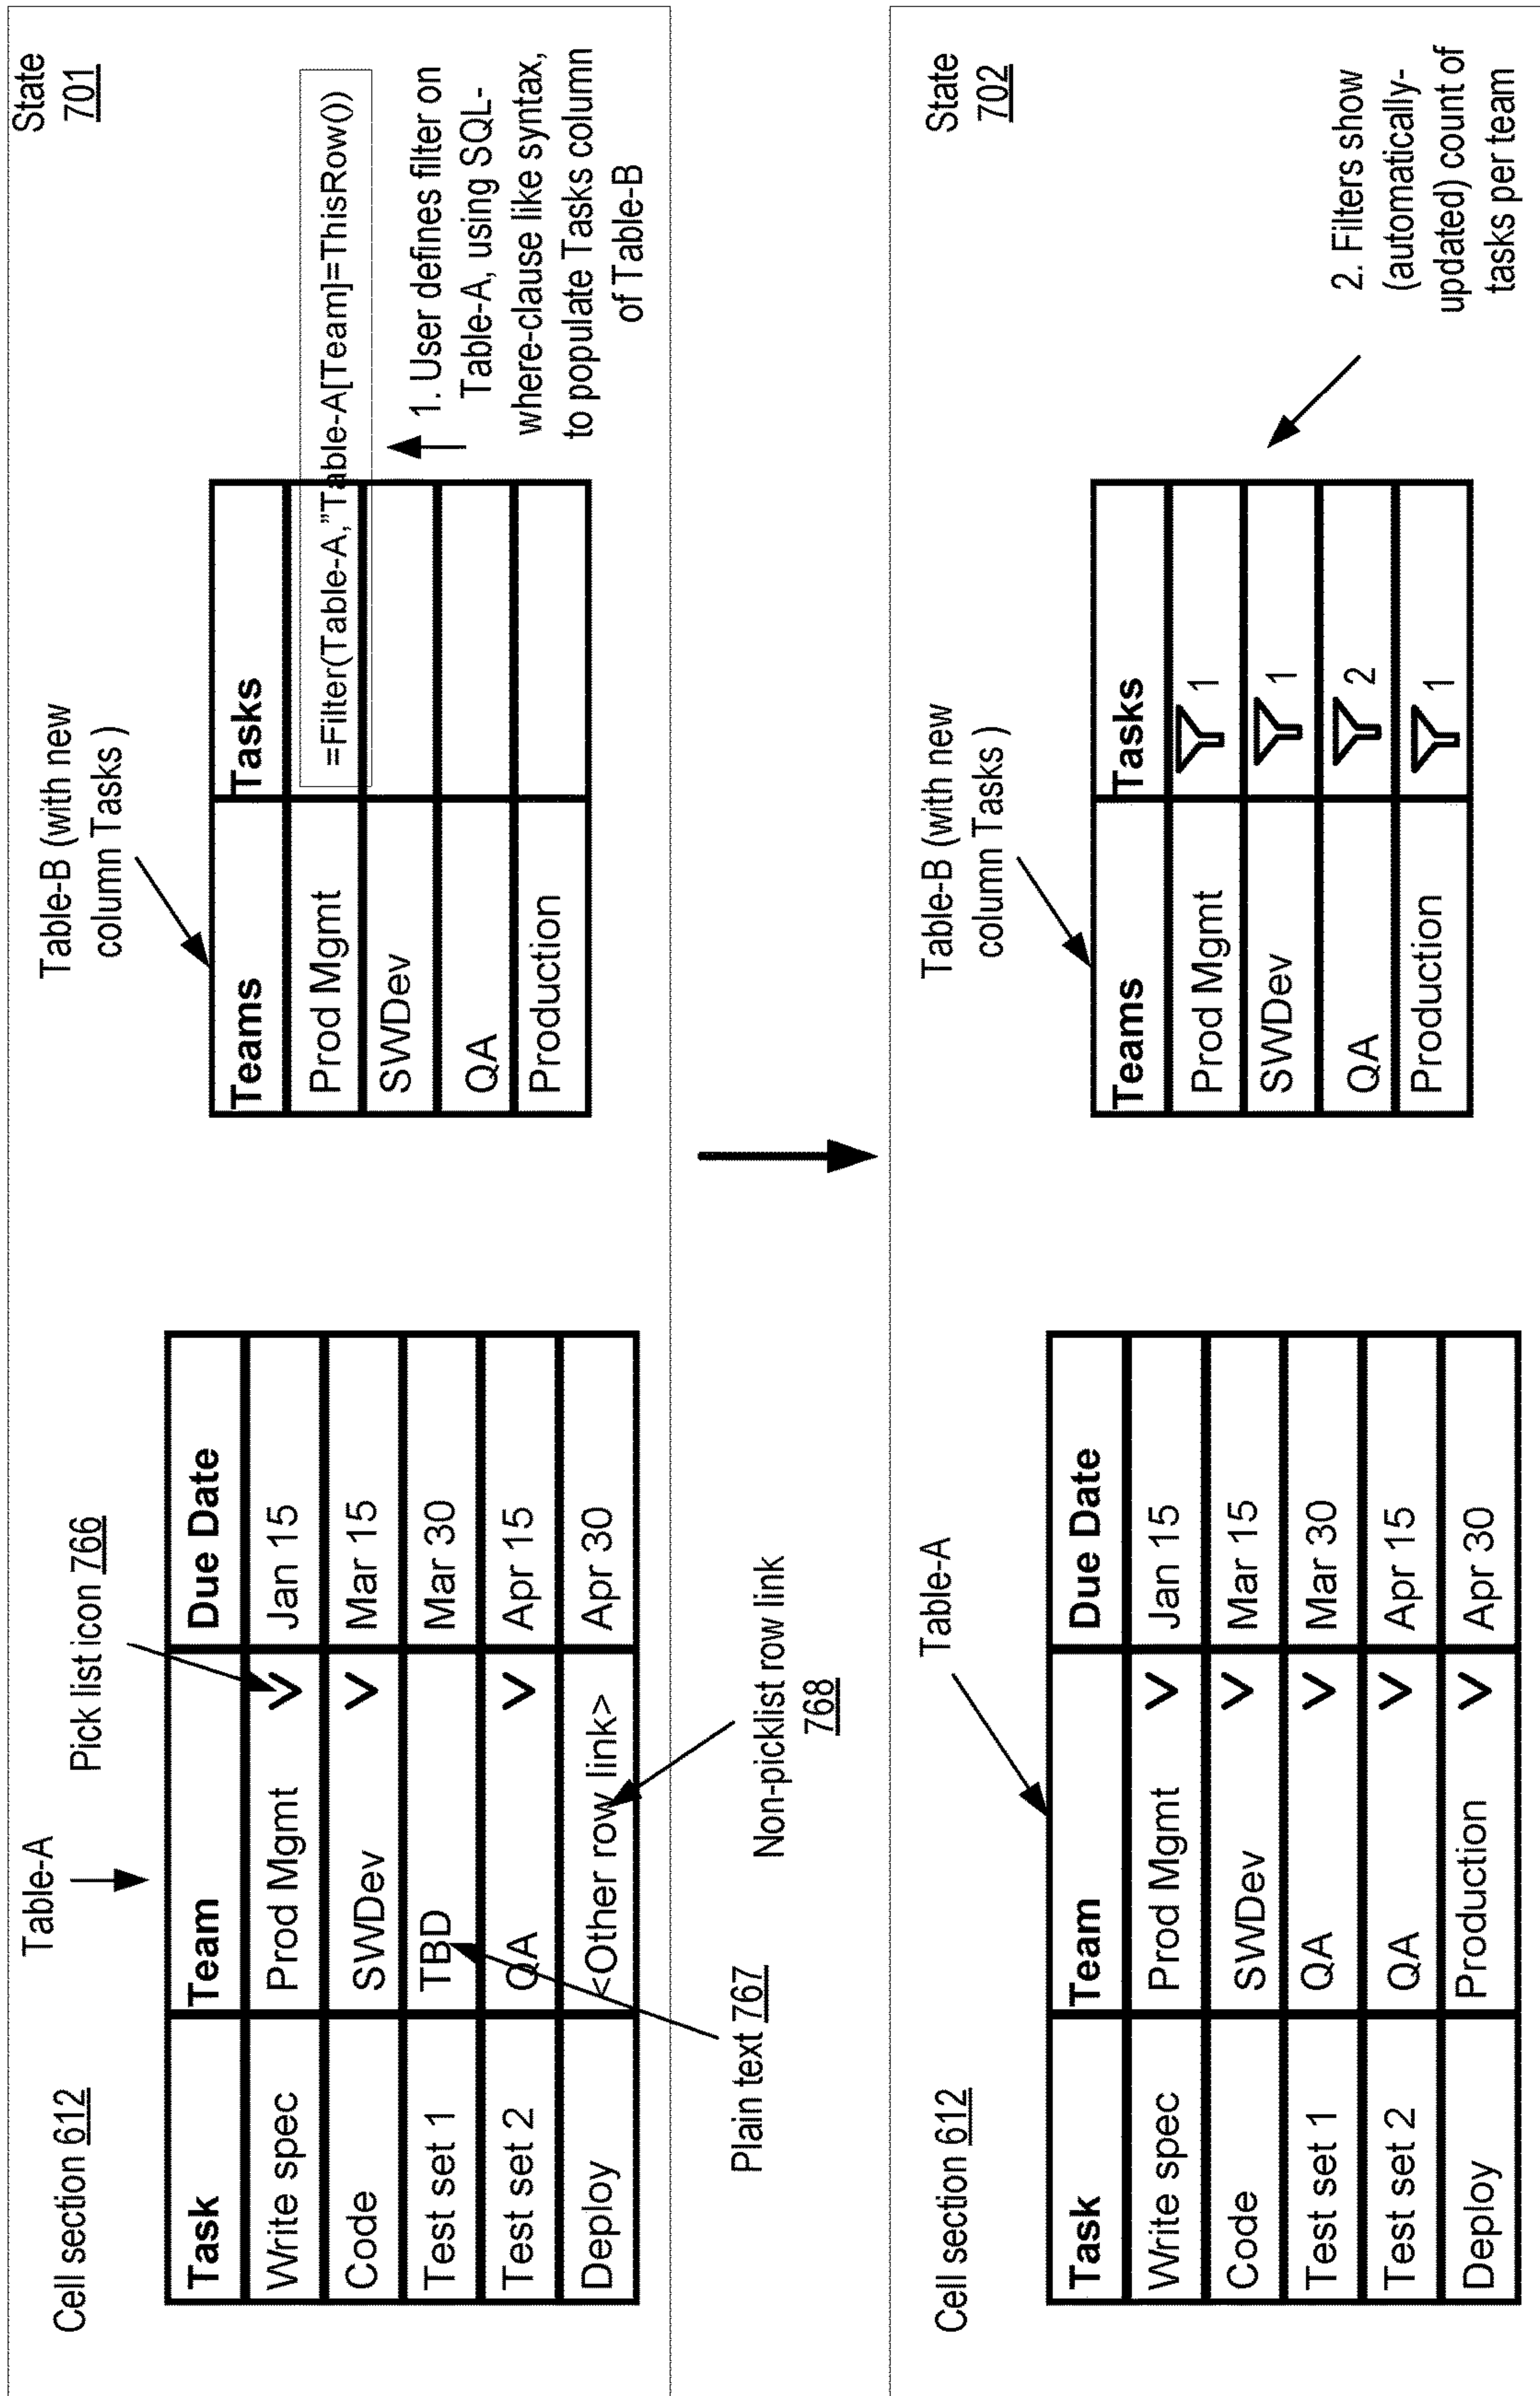 State
701
Cell section 612
Table-A
Pick list icon 766
Table-B (with new
column Tasks )
Task Team Due Date
Write spec Prod Mgmt V Jan 15
Code SWDev V Mar 15
Test set 1 TBD Mar 30
Test set 2 QA V Apr 15
Deploy <Other row link> Apr 30
Plain text 767
Non-picklist row link
768
Teams Tasks
Prod Mgmt
SWDev
QA
Production
=Filter(Table-A,"Table-A[Team]=ThisRow())
1. User defines filter on
Table-A, using SQL-
where-clause like syntax,
to populate Tasks column
of Table-B
State
702
Cell section 612
Table-A
Table-B (with new
column Tasks )
Task Team Due Date
Write spec Prod Mgmt V Jan 15
Code SWDev V Mar 15
Test set 1 QA V Mar 30
Test set 2 QA V Apr 15
Deploy Production V Apr 30
Teams Tasks
Prod Mgmt 1
SWDev 1
QA 2
Production 1
2. Filters show
(automatically-
updated) count of
tasks per team